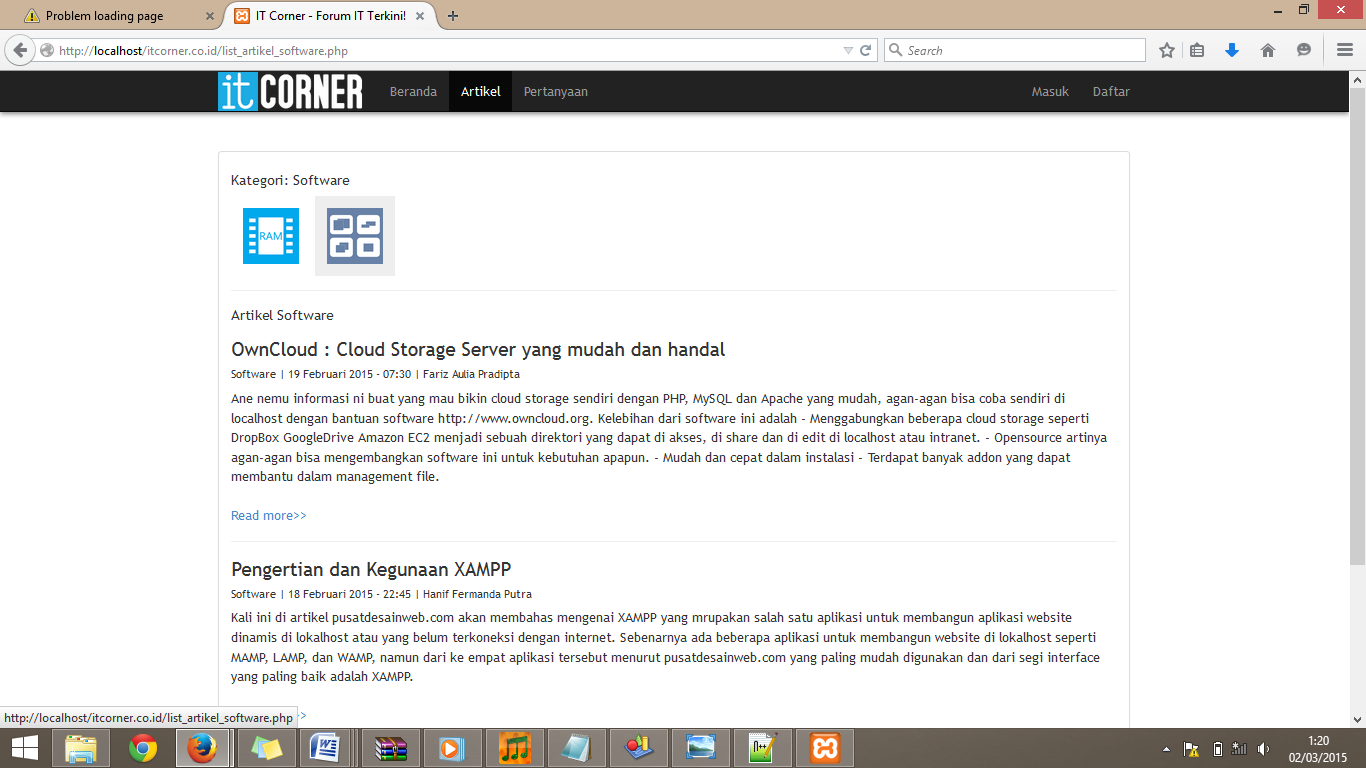 Problem loading page
IT Corner - Forum IT Terkini!
http://localhost/itcorner.co.id/list_artikel_software.php
Search
it CORNER
Beranda
Artikel
Pertanyaan
Masuk
Daftar
Kategori: Software
RAM
Artikel Software
OwnCloud : Cloud Storage Server yang mudah dan handal
Software | 19 Februari 2015 - 07:30 | Fariz Aulia Pradipta
Ane nemu informasi ni buat yang mau bikin cloud storage sendiri dengan PHP, MySQL dan Apache yang mudah, agan-agan bisa coba sendiri di
localhost dengan bantuan software http://www.owncloud.org. Kelebihan dari software ini adalah - Menggabungkan beberapa cloud storage seperti
DropBox GoogleDrive Amazon EC2 menjadi sebuah direktori yang dapat di akses, di share dan di edit di localhost atau intranet. - Opensource artinya
agan-agan bisa mengembangkan software ini untuk kebutuhan apapun. - Mudah dan cepat dalam instalasi - Terdapat banyak addon yang dapat
membantu dalam management file.
Read more>>
Pengertian dan Kegunaan XAMPP
Software | 18 Februari 2015 - 22:45 | Hanif Fermanda Putra
Kali ini di artikel pusatdesainweb.com akan membahas mengenai XAMPP yang mrupakan salah satu aplikasi untuk membangun aplikasi website
dinamis di lokalhost atau yang belum terkoneksi dengan internet. Sebenarnya ada beberapa aplikasi untuk membangun website di lokalhost seperti
MAMP, LAMP, dan WAMP, namun dari ke empat aplikasi tersebut menurut pusatdesainweb.com yang paling mudah digunakan dan dari segi interface
yang paling baik adalah XAMPP.
>
http://localhost/itcorner.co.id/list_artikel_software.php
1:20
02/03/2015